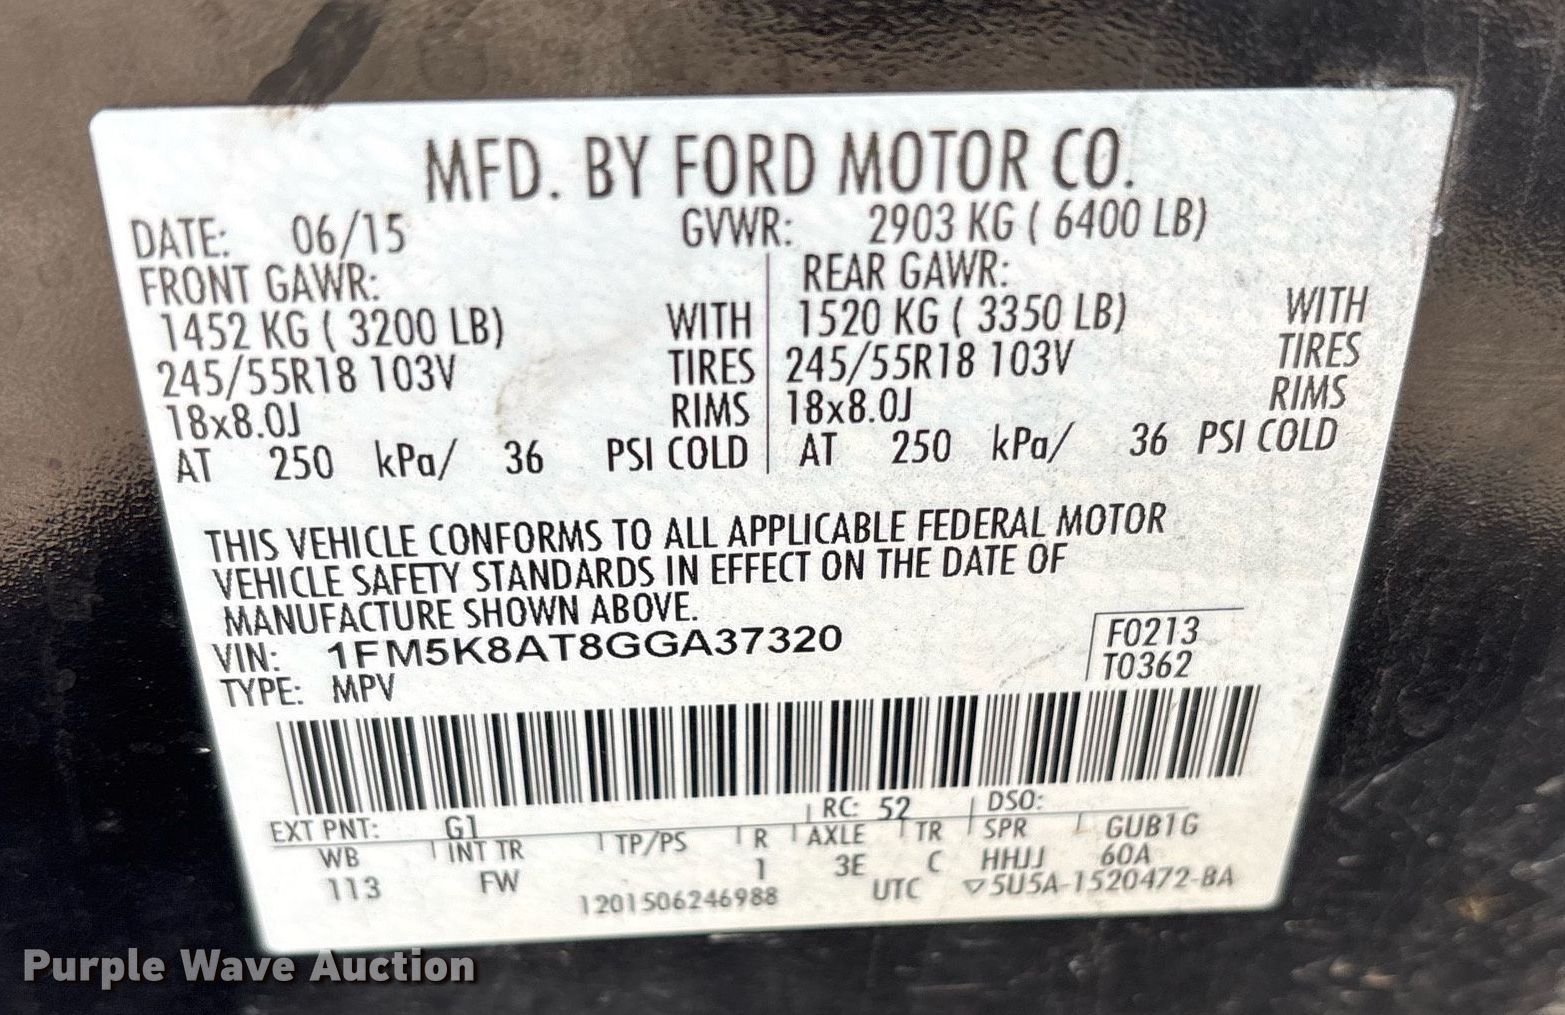 MFD. BY FORD MOTOR CO.
DATE: 06/15 GVWR: 2903 KG ( 6400 LB)
FRONT GAWR: REAR GAWR:
1452 KG ( 3200 LB) WITH 1520 KG ( 3350 LB) WITH
245/55R18 103V TIRES 245/55R18 103V TIRES
18x8.0J RIMS 18x8.0J RIMS
AT 250 kPa/ 36 PSI COLD AT 250 kPa/ 36 PSI COLD
THIS VEHICLE CONFORMS TO ALL APPLICABLE FEDERAL MOTOR
VEHICLE SAFETY STANDARDS IN EFFECT ON THE DATE OF
MANUFACTURE SHOWN ABOVE.
VIN: 1FM5K8AT8GGA37320 F0213
TYPE: MPV T0362
EXT PNT: G1 RC: 52 DSO:
WB INT TR TP/PS R AXLE TR SPR GUB1G
113 FW 1 3E C HHJJ 60A
1201506246988 UTC ▽5U5A-1520472-BA
Purple Wave Auction